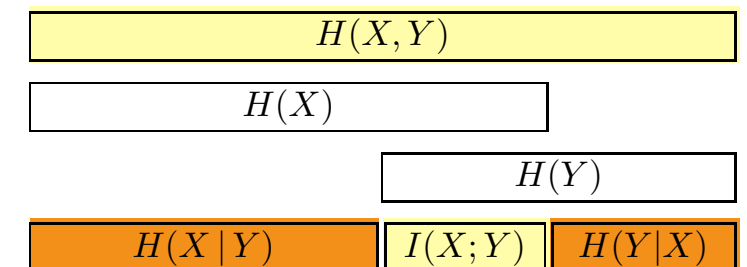 H(X, Y)
H(X)
H(Y)
H(X | Y) I(X; Y) H(Y|X)